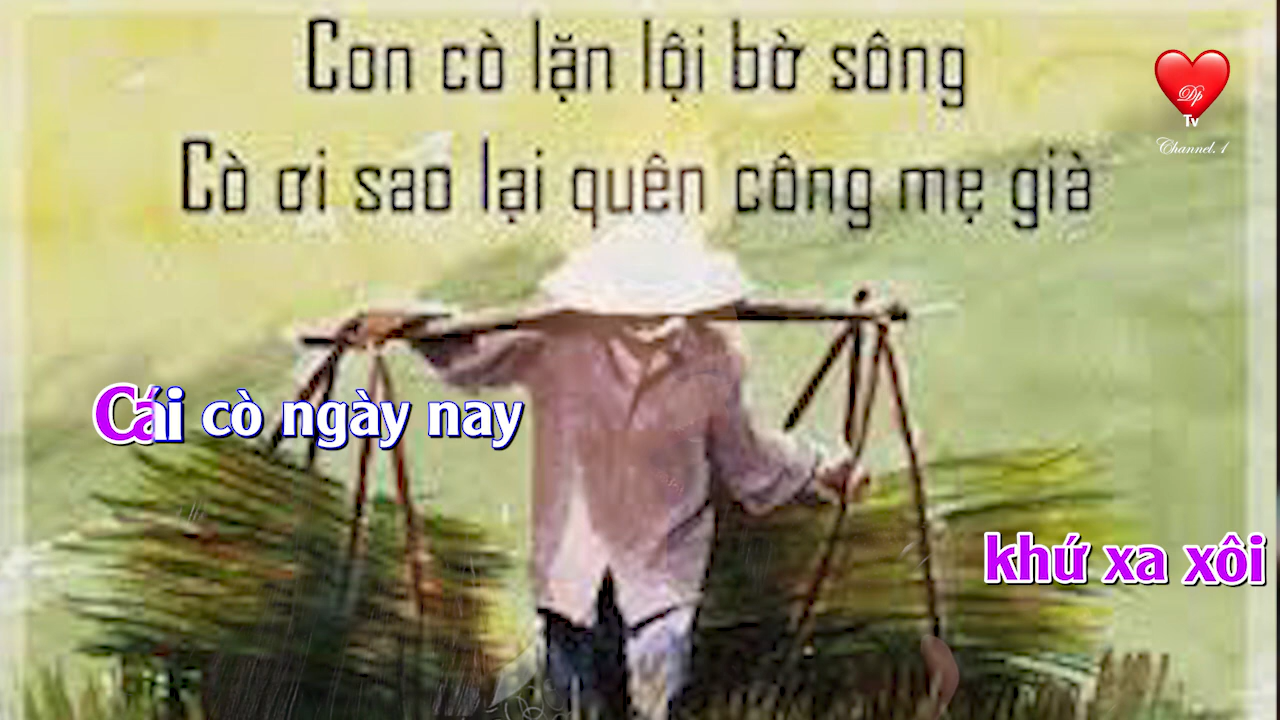 Con cò lặn lội bờ sông
Cò ơi sao lại quên công mẹ già
Dp
Tv
Channel. 1
Cái cò ngày nay
khứ xa xôi